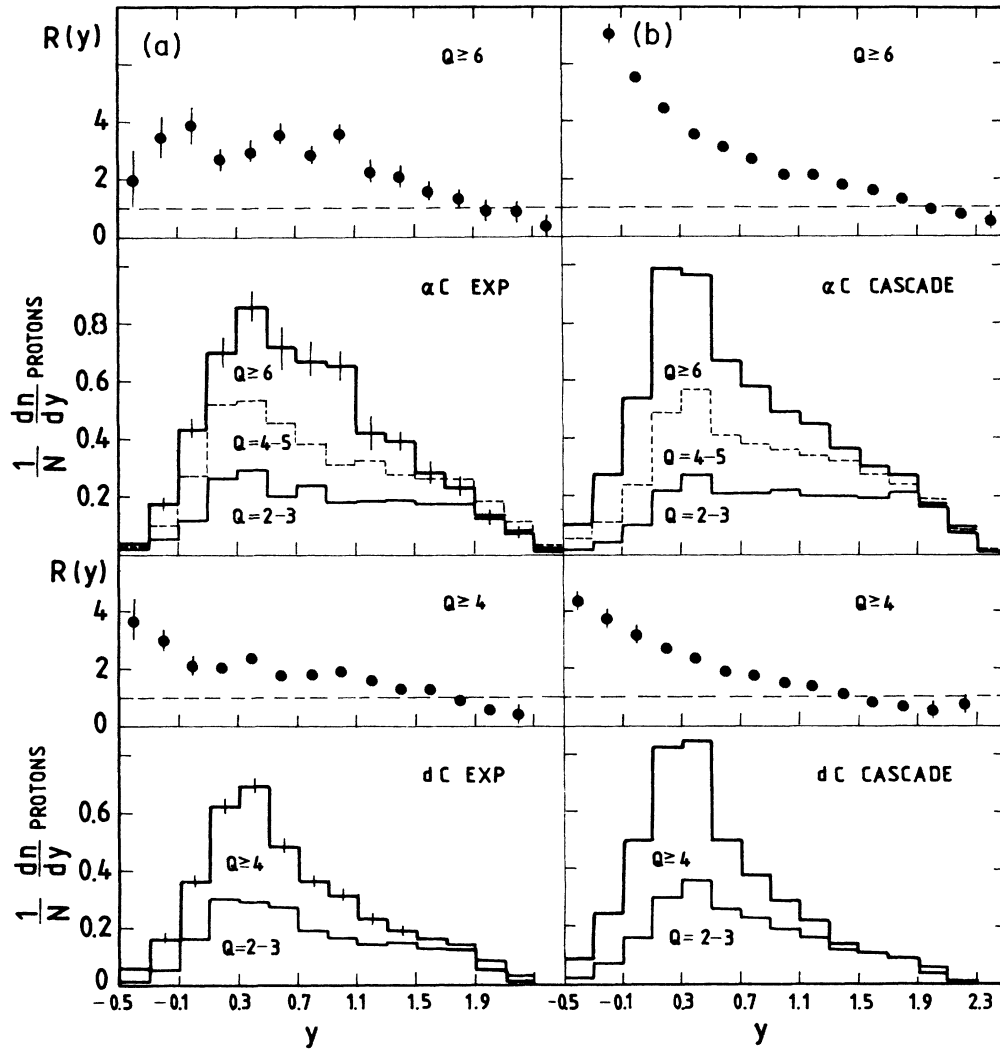 R(y) (a) Q≥6 (b) Q≥6
4
2
0
αC EXP αC CASCADE
1/N dn/dy PROTONS
0.8
0.6
0.4
0.2
Q≥6
Q=4-5
Q=2-3
Q≥6
Q=4-5
Q=2-3
R(y) Q≥4 Q≥4
4
2
0
dC EXP dC CASCADE
1/N dn/dy PROTONS
0.6
0.4
0.2
0
Q≥4
Q=2-3
Q≥4
Q=2-3
-0.5 -0.1 0.3 0.7 1.1 1.5 1.9 -0.5 -0.1 0.3 0.7 1.1 1.5 1.9 2.3
y y